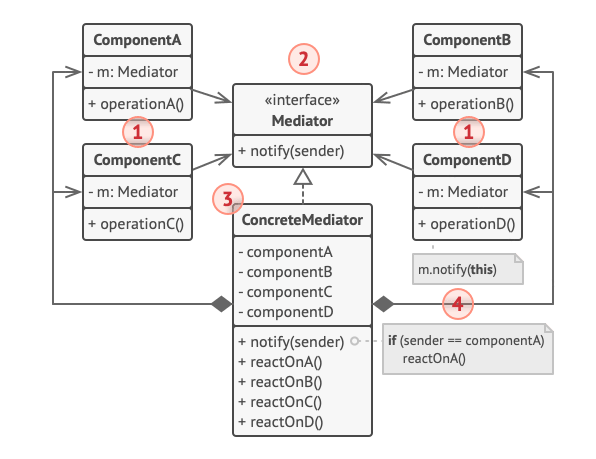 ComponentA
- m: Mediator
+ operationA()
ComponentB
- m: Mediator
+ operationB()
2
«interface»
Mediator
+ notify(sender)
1
1
ComponentC
- m: Mediator
+ operationC()
ComponentD
- m: Mediator
+ operationD()
3
ConcreteMediator
- componentA
- componentB
- componentC
- componentD
+ notify(sender)
+ reactOnA()
+ reactOnB()
+ reactOnC()
+ reactOnD()
m.notify(this)
4
if (sender == componentA)
reactOnA()